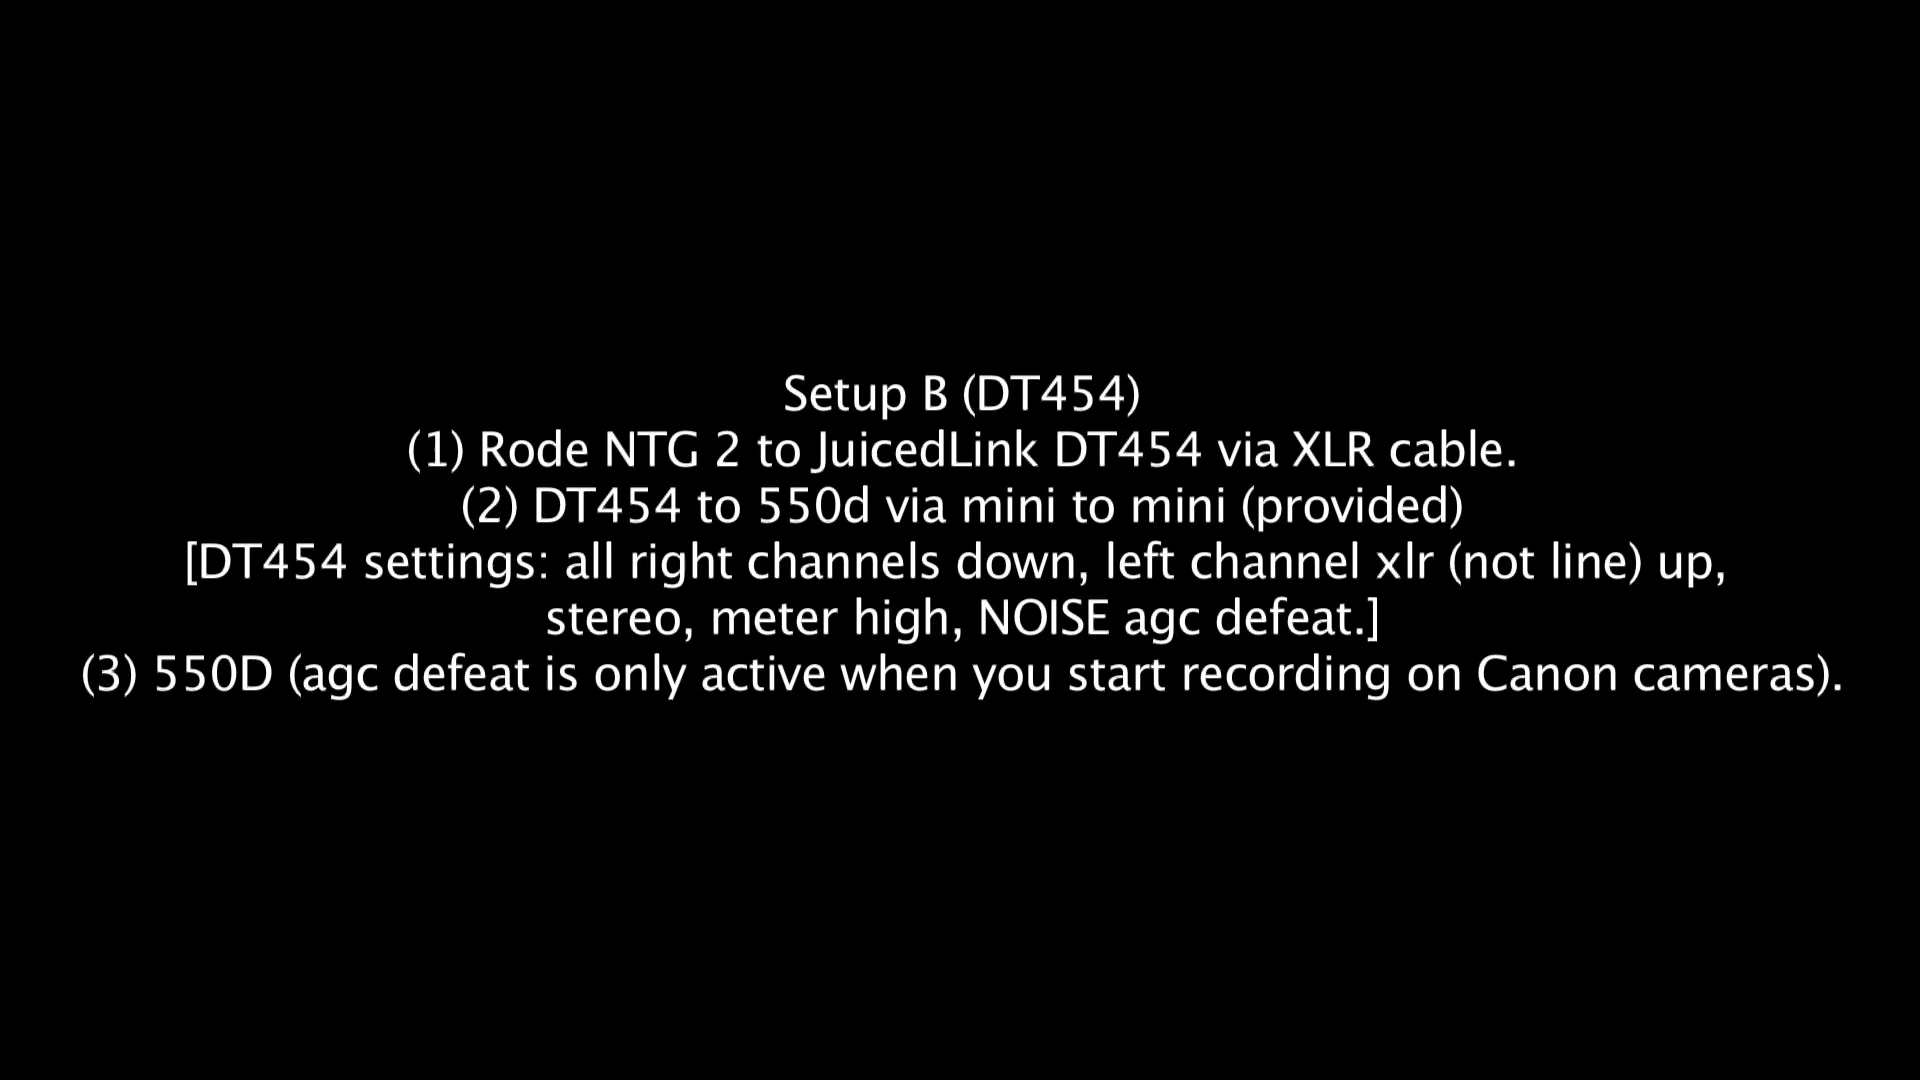 Setup B (DT454)
(1) Rode NTG 2 to JuicedLink DT454 via XLR cable.
(2) DT454 to 550d via mini to mini (provided)
[DT454 settings: all right channels down, left channel xlr (not line) up,
stereo, meter high, NOISE agc defeat.]
(3) 550D (agc defeat is only active when you start recording on Canon cameras).